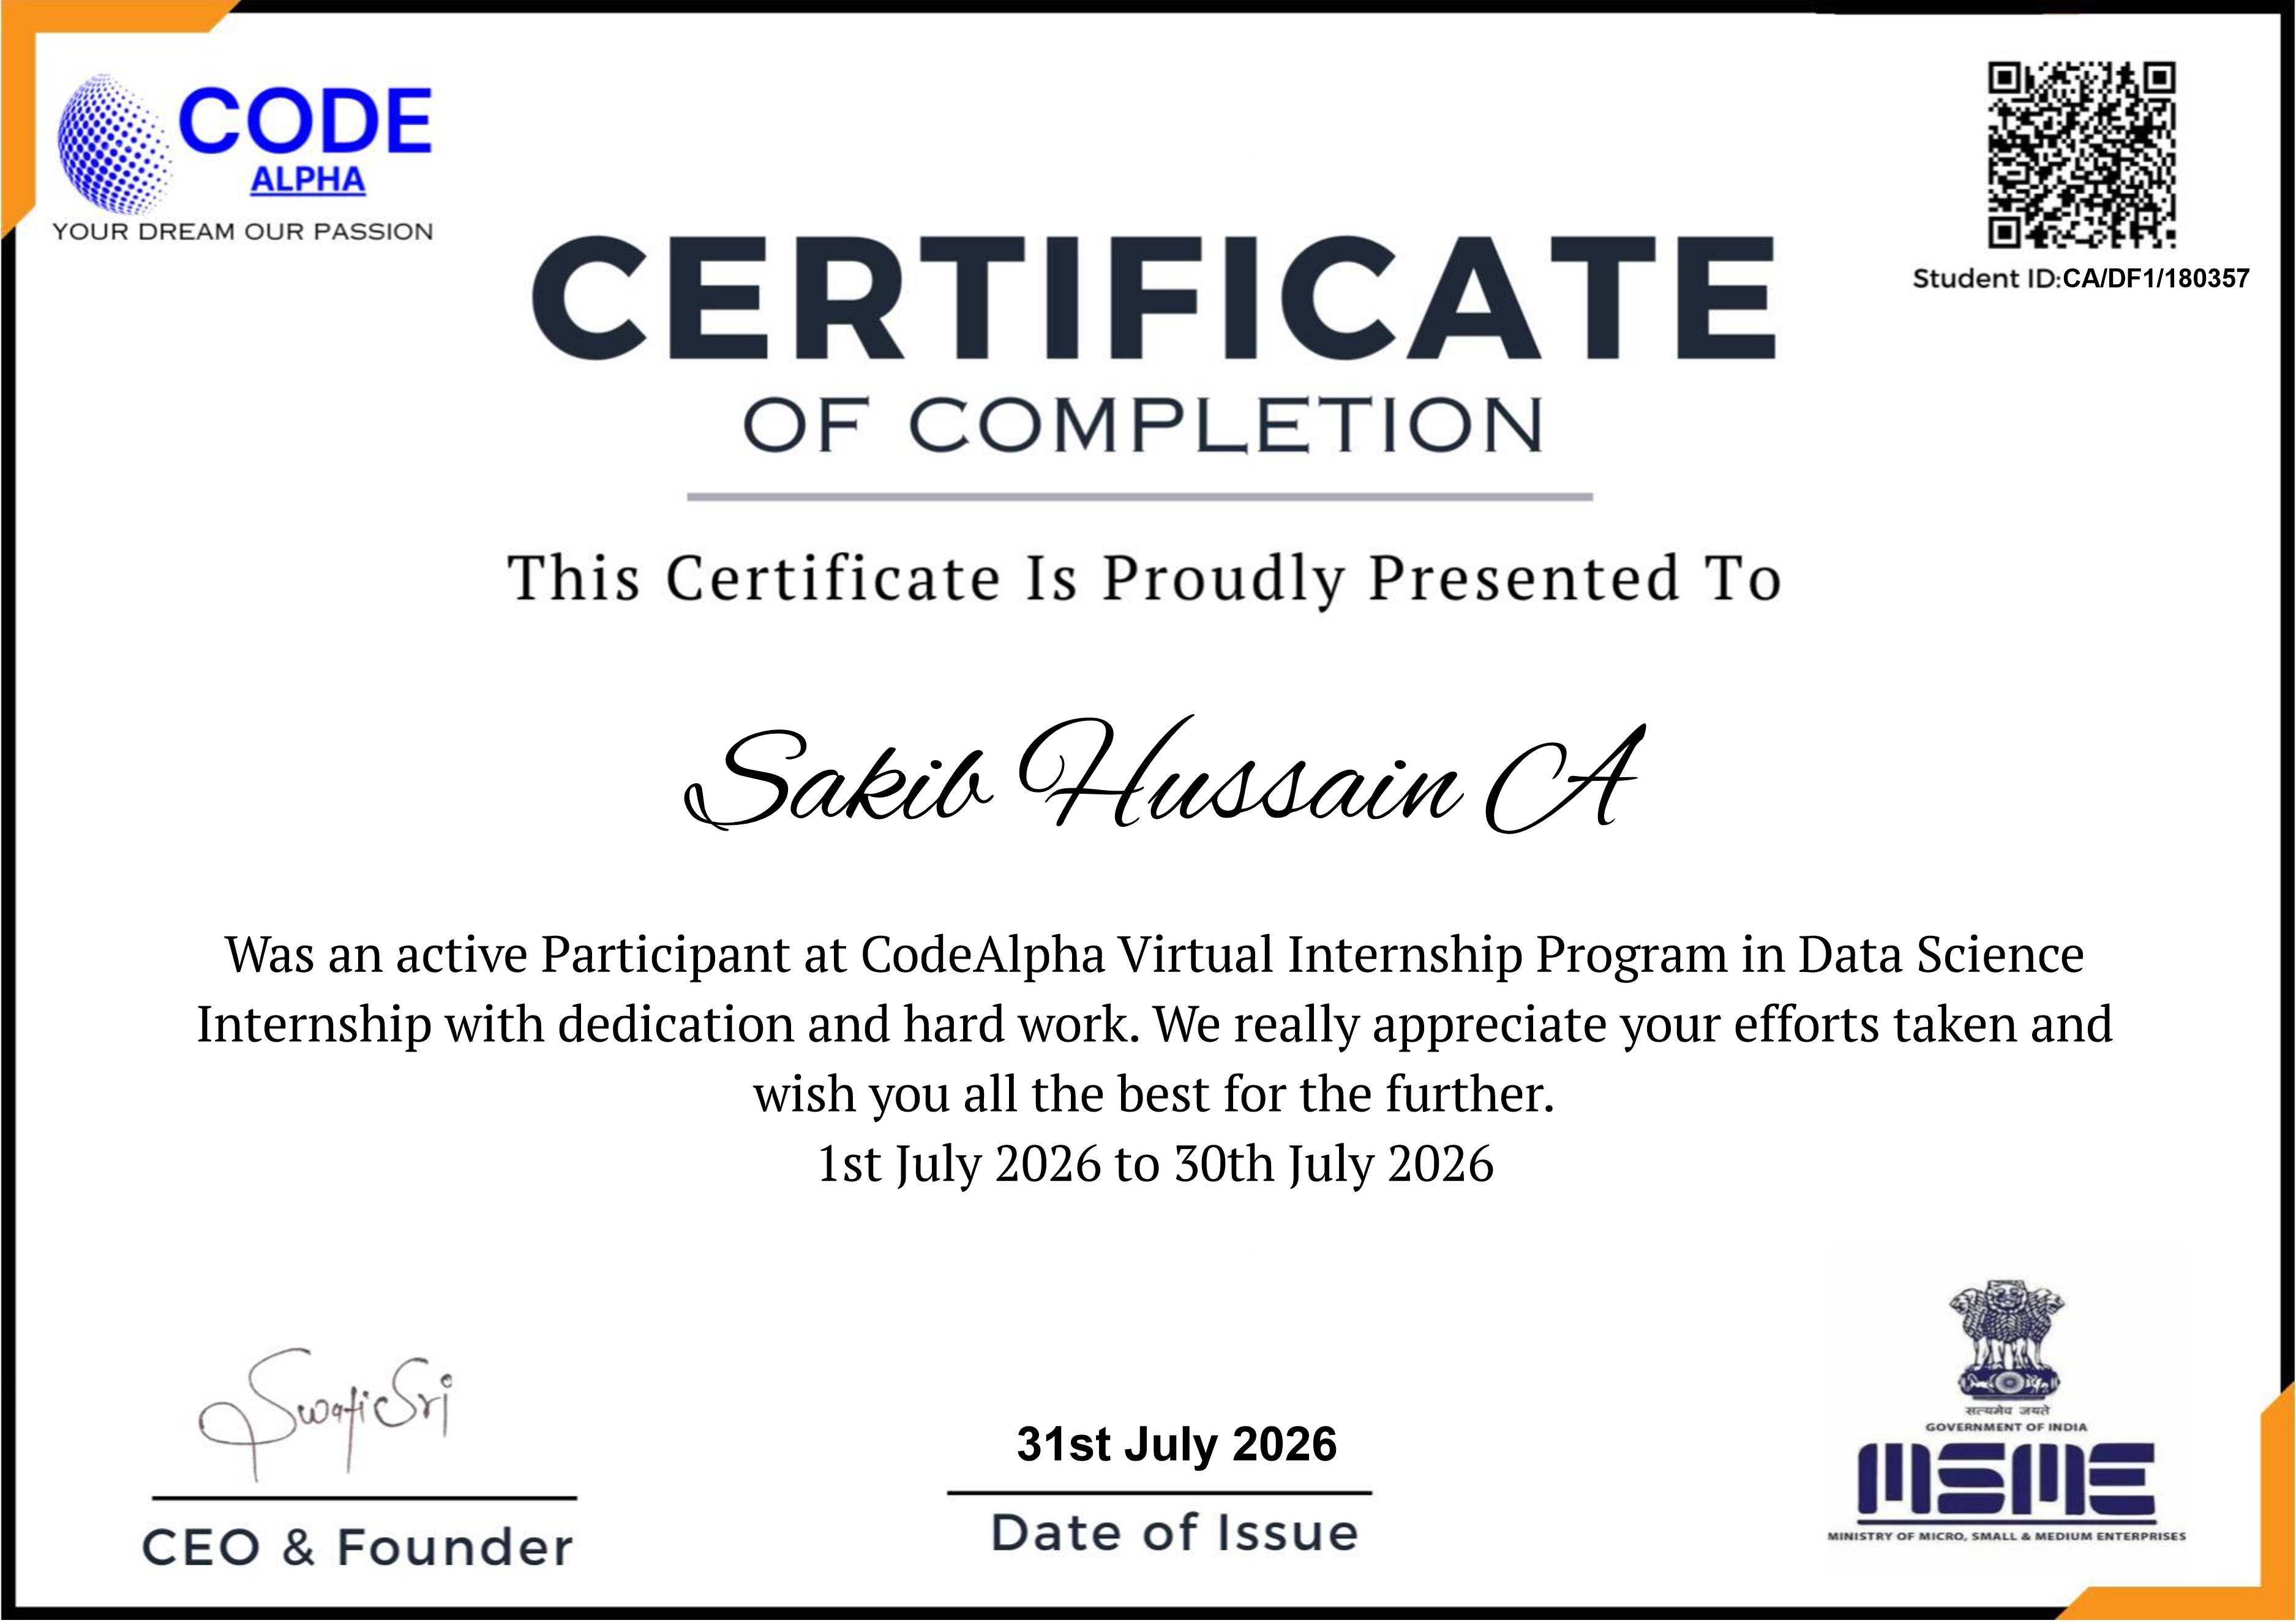 CODE
ALPHA
YOUR DREAM OUR PASSION
Student ID:CA/DF1/180357
CERTIFICATE
OF COMPLETION
This Certificate Is Proudly Presented To
Sakib Hussain A
Was an active Participant at CodeAlpha Virtual Internship Program in Data Science
Internship with dedication and hard work. We really appreciate your efforts taken and
wish you all the best for the further.
1st July 2026 to 30th July 2026
SwatiSri
CEO & Founder
31st July 2026
Date of Issue
सत्यमेव जयते
GOVERNMENT OF INDIA
MSME
MINISTRY OF MICRO, SMALL & MEDIUM ENTERPRISES